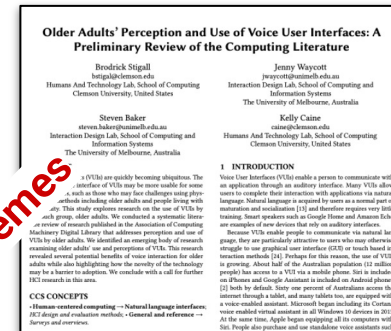 Older Adults' Perception and Use of Voice User Interfaces: A
Preliminary Review of the Computing Literature
Brodrick Stigall
bstigal@clemson.edu
Humans And Technology Lab, School of Computing
Clemson University, United States
Jenny Waycott
jwaycott@unimelb.edu.au
Interaction Design Lab, School of Computing and
Information Systems
The University of Melbourne, Australia
Steven Baker
steven.baker@unimelb.edu.au
Interaction Design Lab, School of Computing and
Information Systems
The University of Melbourne, Australia
Kelly Caine
caine@clemson.edu
Humans And Technology Lab, School of Computing
Clemson University, United States
(VUIs) are quickly becoming ubiquitous. The
interface of VUIs may be more usable for some
such as those who may face challenges using phys-
methods including older adults and people living with
This study explores research on the use of VUIs by
such group, older adults. We conducted a systematic litera-
review of research published in the Association of Computing
Machinery Digital Library that addresses perception and use of
VUIs by older adults. We identified an emerging body of research
examining older adults' use and perceptions of VUIs. This research
revealed several potential benefits of voice interaction for older
adults while also highlighting how the novelty of the technology
may be a barrier to adoption. We conclude with a call for further
HCI research in this area.
CCS CONCEPTS
• Human-centered computing → Natural language interfaces;
HCI design and evaluation methods; • General and reference →
Surveys and overviews.
1 INTRODUCTION
Voice User Interfaces (VUIs) enable a person to communicate with
an application through an auditory interface. Many VUIs allow
users to complete their interaction with applications via natural
language. Natural language is acquired by users as a normal part of
maturation and socialization [13] and therefore requires very little
training. Smart speakers such as Google Home and Amazon Echo
are examples of new devices that rely on auditory interfaces.
Because VUIs enable people to communicate via natural lan-
guage, they are particularly attractive to users who may otherwise
struggle to use graphical user interface (GUI) or touch based in-
teraction methods [24]. Perhaps for this reason, the use of VUIs
is growing. About half of the Australian population (12 million
people) has access to a VUI via a mobile phone. Siri is included
on iPhones and Google Assistant is included on Android phones
[2] both by default. Sixty one percent of Australians access the
internet through a tablet, and many tablets too, are equipped with
a voice-enabled assistant. Microsoft began including its Cortana
voice enabled virtual assistant in all Windows 10 devices in 2015
At the same time, Apple began equipping all its computers with
Siri. People also purchase and use standalone voice assistants
emes